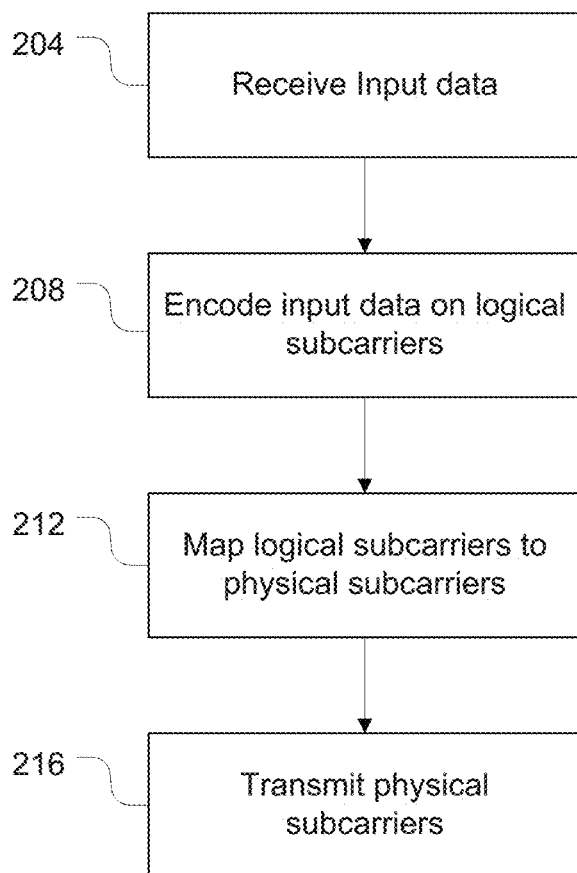 204
Receive Input data
208
Encode input data on logical
subcarriers
212
Map logical subcarriers to
physical subcarriers
216
Transmit physical
subcarriers